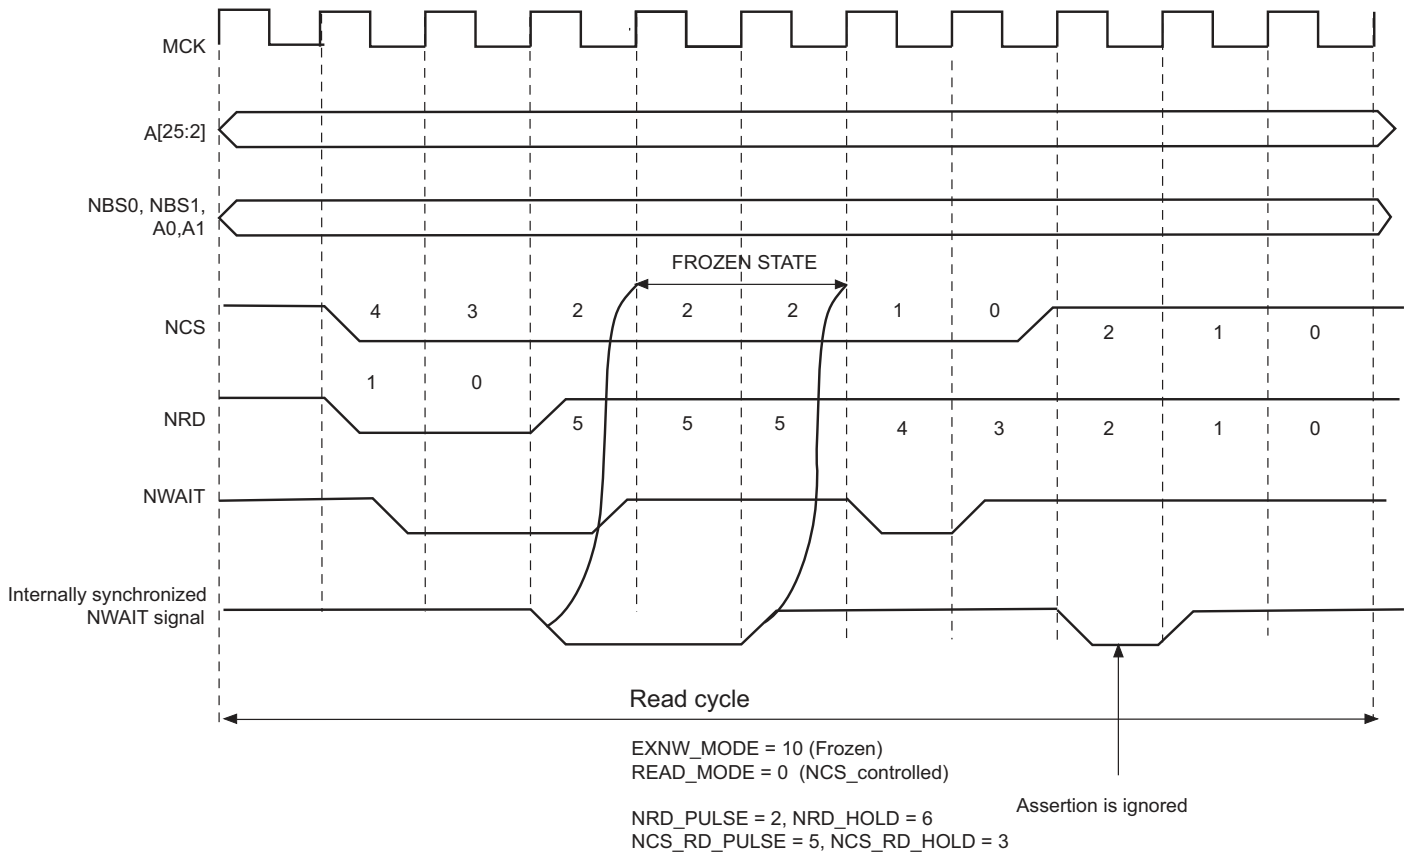 MCK
A[25:2]
NBS0, NBS1,
A0,A1
FROZEN STATE
4 3 2 2 2 1 0
NCS
2 1 0
1 0
NRD
5 5 5 4 3 2 1 0
NWAIT
Internally synchronized
NWAIT signal
Read cycle
EXNW_MODE = 10 (Frozen)
READ_MODE = 0 (NCS_controlled)
Assertion is ignored
NRD_PULSE = 2, NRD_HOLD = 6
NCS_RD_PULSE = 5, NCS_RD_HOLD = 3